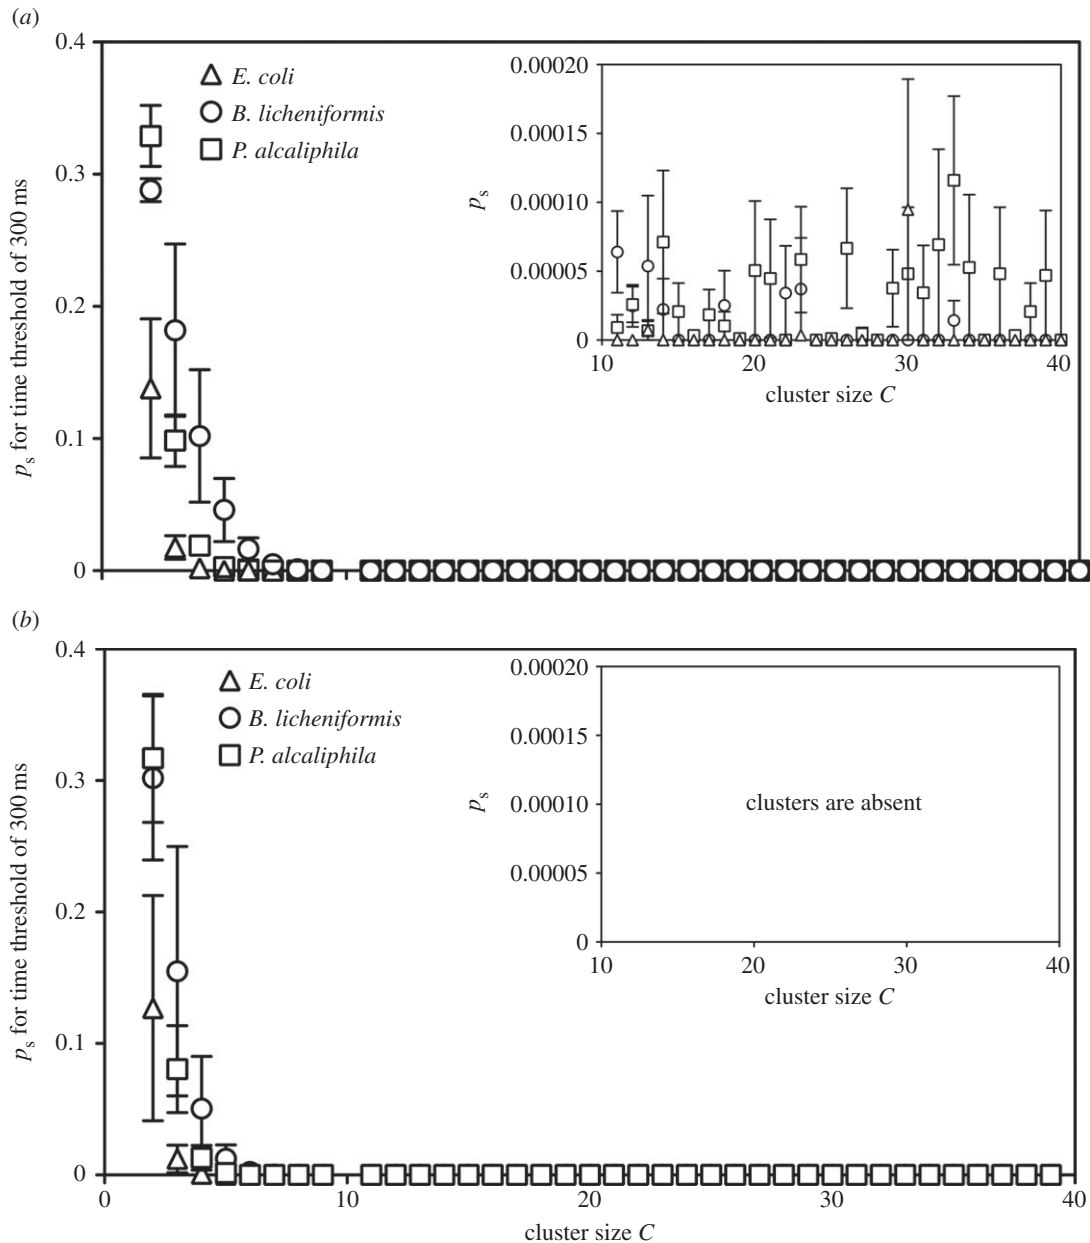 (a)
0.4
0.3
0.2
0.1
0
p_s for time threshold of 300 ms
E. coli
B. licheniformis
P. alcaliphila
0.00020
0.00015
0.00010
0.00005
0
p_s
10 20 30 40
cluster size C
(b)
0.4
0.3
0.2
0.1
0
p_s for time threshold of 300 ms
E. coli
B. licheniformis
P. alcaliphila
0.00020
0.00015
0.00010
0.00005
0
p_s
clusters are absent
10 20 30 40
cluster size C
0 10 20 30 40
cluster size C